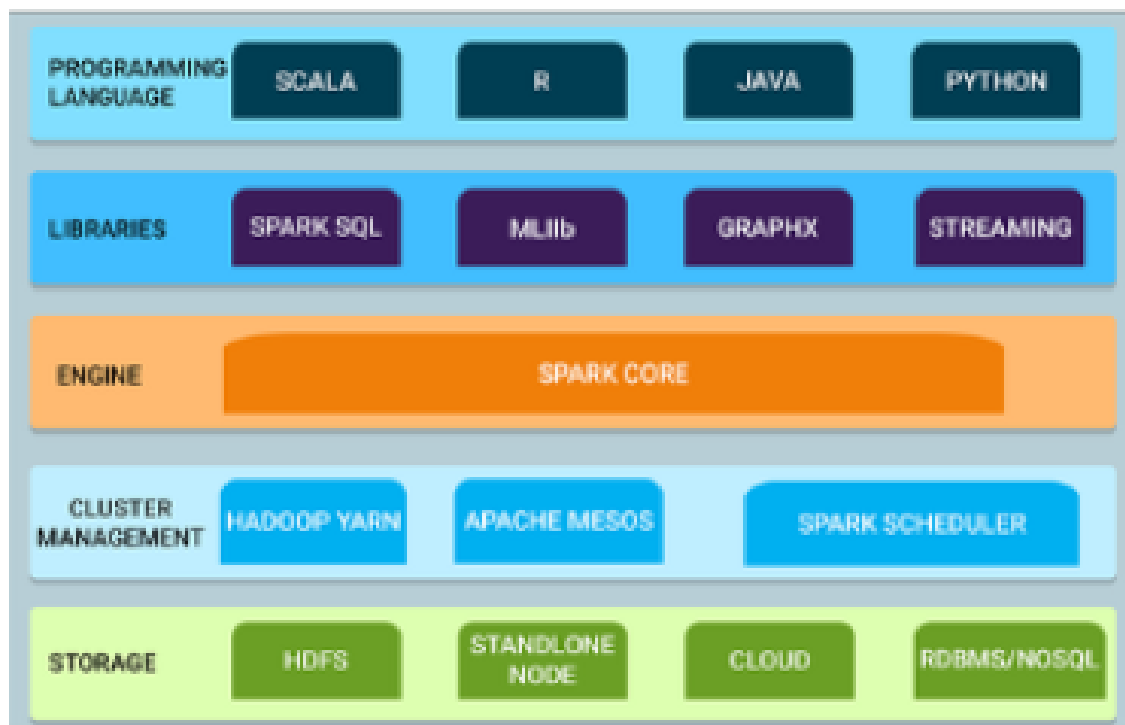 PROGRAMMING
LANGUAGE
SCALA
R
JAVA
PYTHON
LIBRARIES
SPARK SQL
MLIIb
GRAPHX
STREAMING
ENGINE
SPARK CORE
CLUSTER
MANAGEMENT
HADOOP YARN
APACHE MESOS
SPARK SCHEDULER
STORAGE
HDFS
STANDLONE
NODE
CLOUD
RDBMS/NOSQL